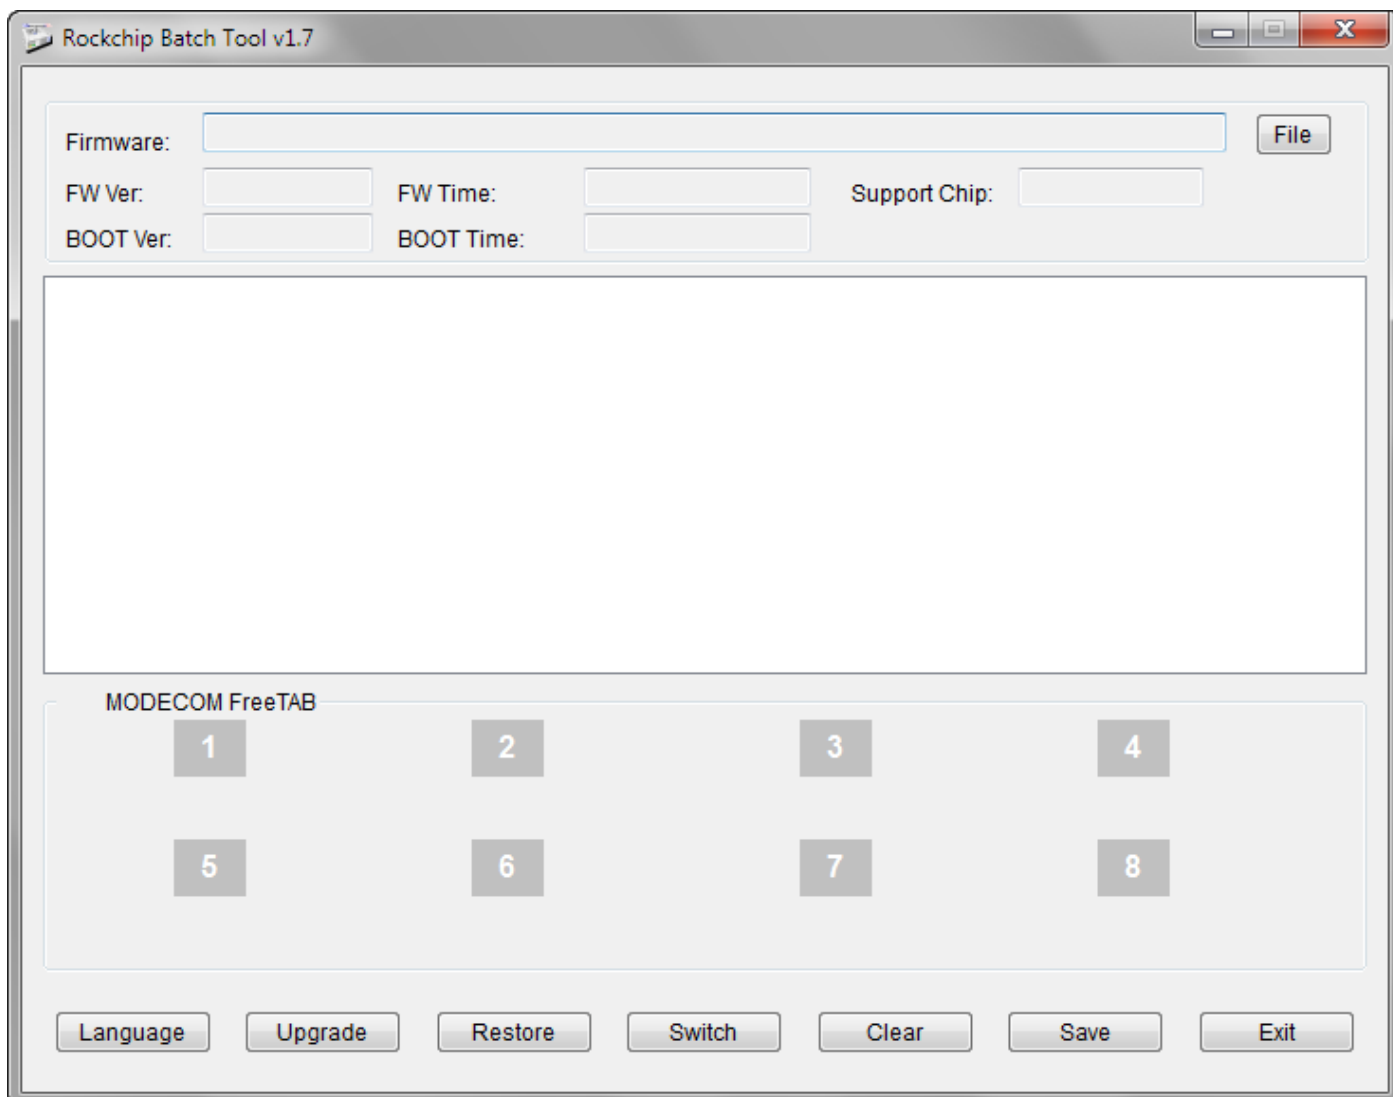 Rockchip Batch Tool v1.7
Firmware: File
FW Ver: FW Time: Support Chip:
BOOT Ver: BOOT Time:
MODECOM FreeTAB
1 2 3 4
5 6 7 8
Language Upgrade Restore Switch Clear Save Exit